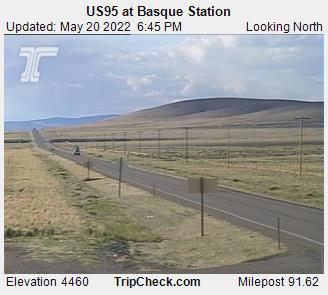 US95 at Basque Station
Updated: May 20 2022 6:45 PM Looking North
Elevation 4460 TripCheck.com Milepost 91.62